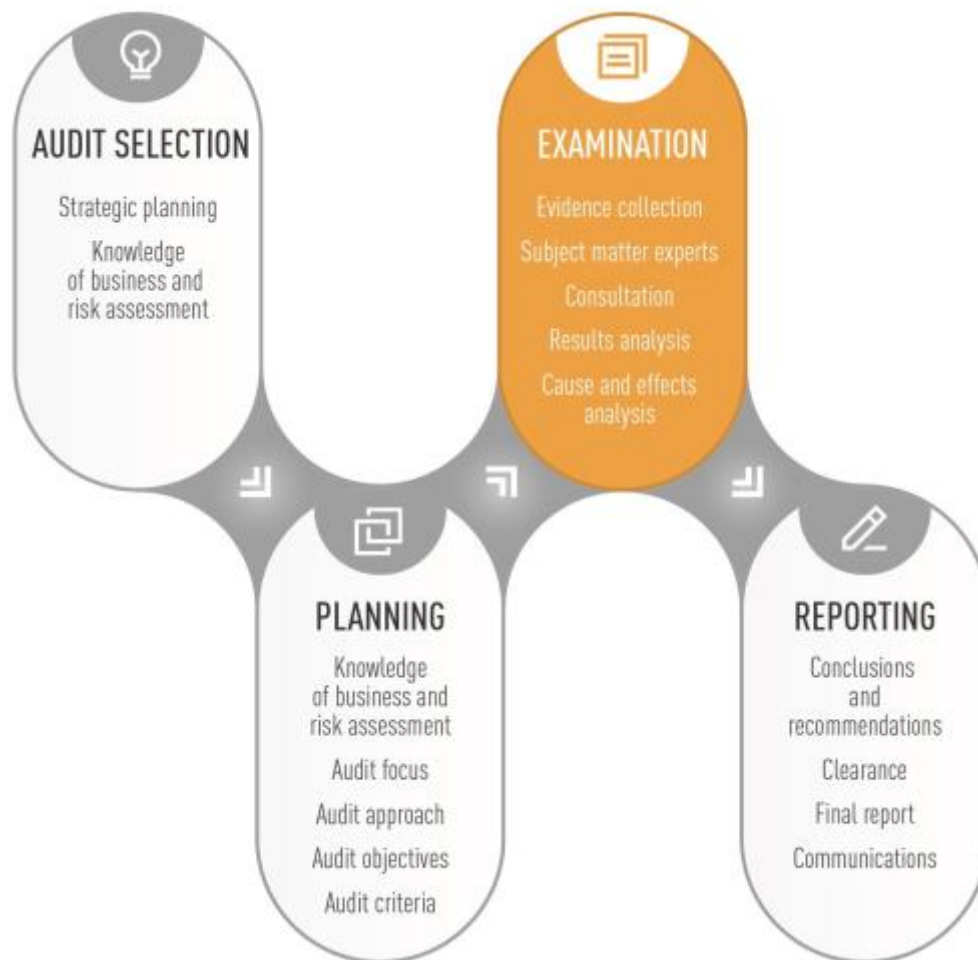 AUDIT SELECTION
Strategic planning
Knowledge
of business and
risk assessment
PLANNING
Knowledge
of business and
risk assessment
Audit focus
Audit approach
Audit objectives
Audit criteria
EXAMINATION
Evidence collection
Subject matter experts
Consultation
Results analysis
Cause and effects
analysis
REPORTING
Conclusions
and
recommendations
Clearance
Final report
Communications